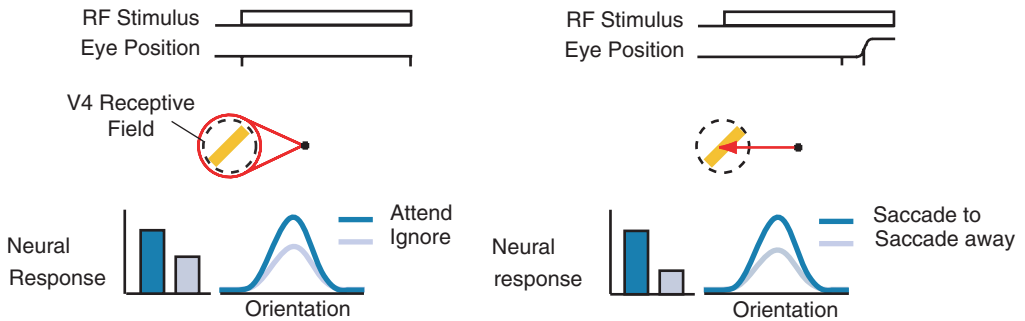 RF Stimulus
Eye Position
V4 Receptive
Field
Attend
Ignore
Neural
Response
Orientation
RF Stimulus
Eye Position
Saccade to
Saccade away
Neural
response
Orientation